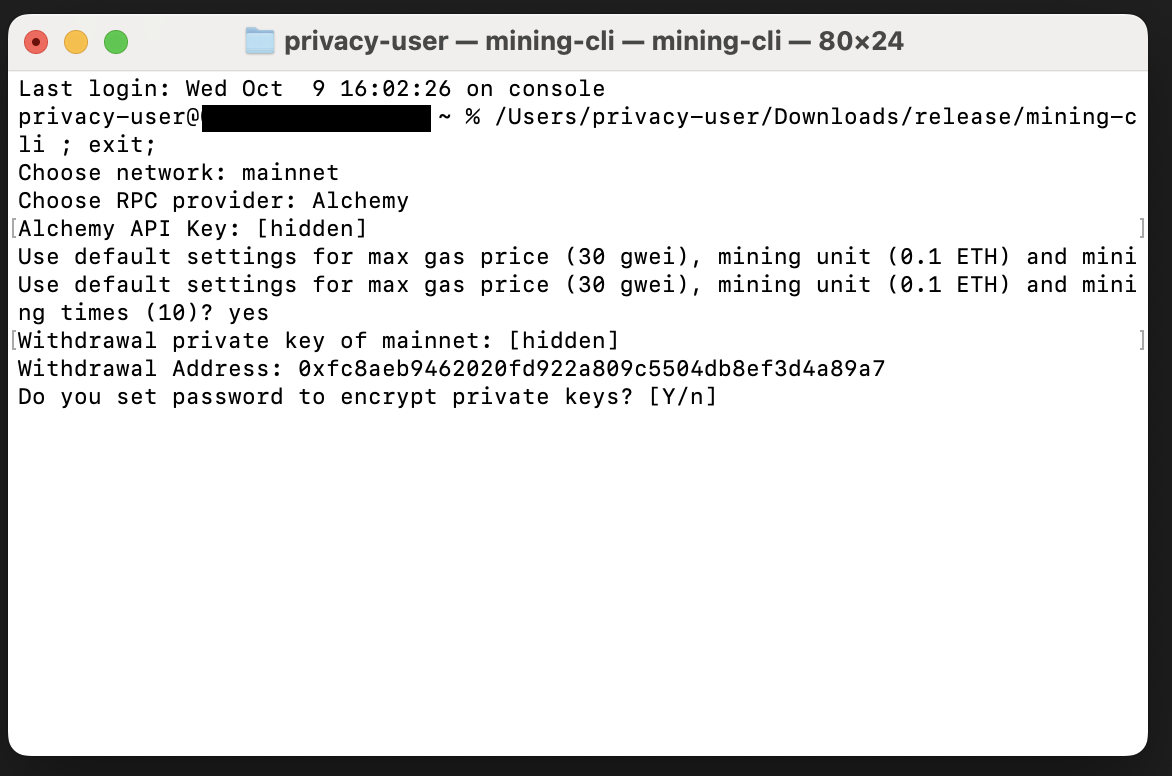 privacy-user — mining-cli — mining-cli — 80×24
Last login: Wed Oct  9 16:02:26 on console
privacy-user@ ~ % /Users/privacy-user/Downloads/release/mining-c
li ; exit;
Choose network: mainnet
Choose RPC provider: Alchemy
[Alchemy API Key: [hidden] ]
Use default settings for max gas price (30 gwei), mining unit (0.1 ETH) and mini
Use default settings for max gas price (30 gwei), mining unit (0.1 ETH) and mini
ng times (10)? yes
[Withdrawal private key of mainnet: [hidden] ]
Withdrawal Address: 0xfc8aeb9462020fd922a809c5504db8ef3d4a89a7
Do you set password to encrypt private keys? [Y/n]